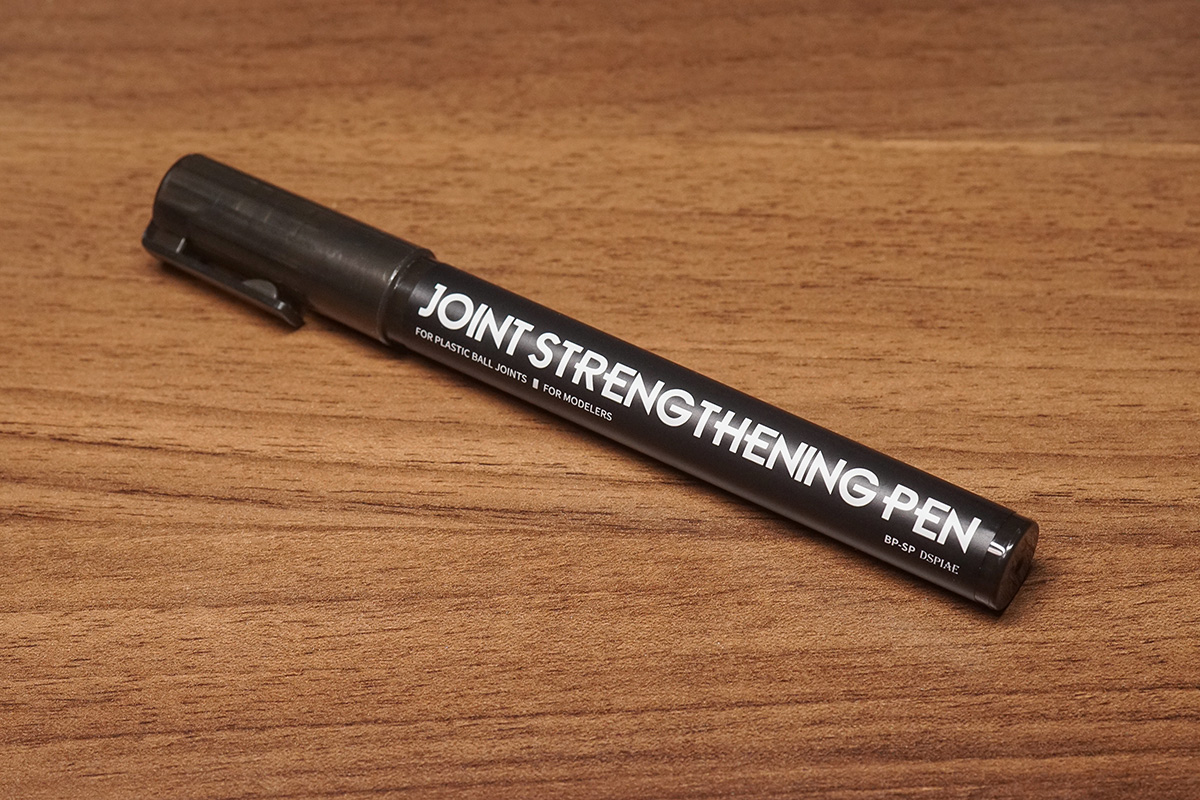 JOINT STRENGTHENING PEN
FOR PLASTIC BALL JOINTS ▮ FOR MODELERS
BP-SP DSPIAE